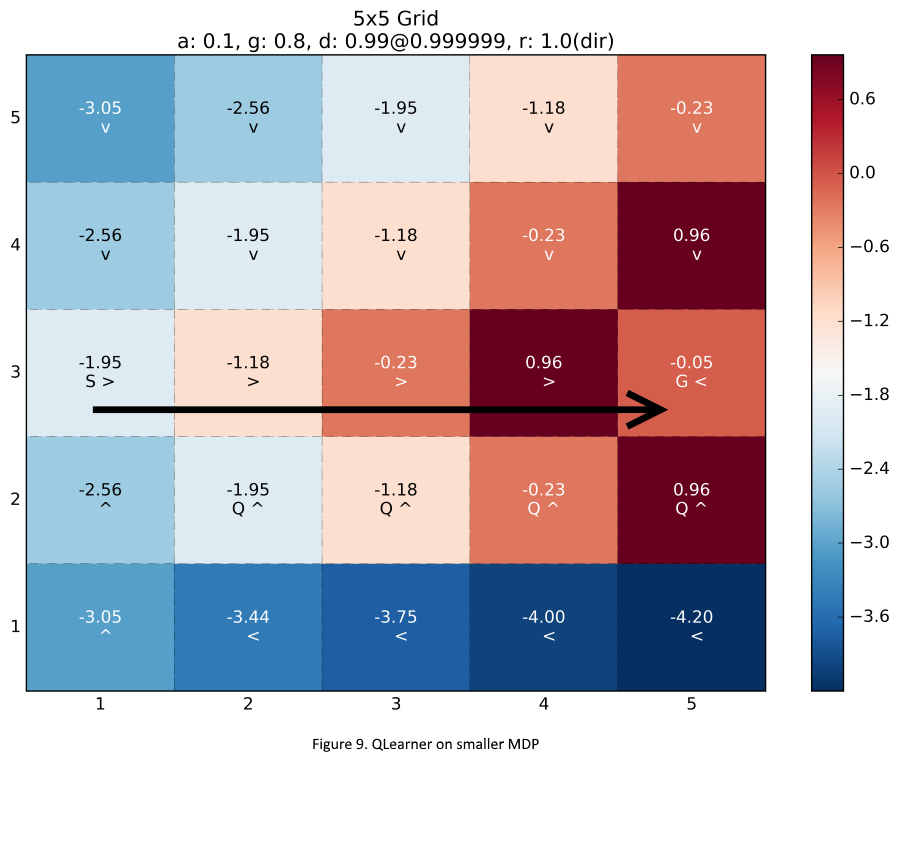 5x5 Grid
a: 0.1, g: 0.8, d: 0.99@0.999999, r: 1.0(dir)
5 -3.05 -2.56 -1.95 -1.18 -0.23 0.6
v v v v v
0.0
4 -2.56 -1.95 -1.18 -0.23 0.96 −0.6
v v v v v
−1.2
3 -1.95 -1.18 -0.23 0.96 -0.05
S > > > > G < −1.8
−2.4
2 -2.56 -1.95 -1.18 -0.23 0.96
^ Q ^ Q ^ Q ^ Q ^
−3.0
1 -3.05 -3.44 -3.75 -4.00 -4.20 −3.6
^ < < < <
1 2 3 4 5
Figure 9. QLearner on smaller MDP